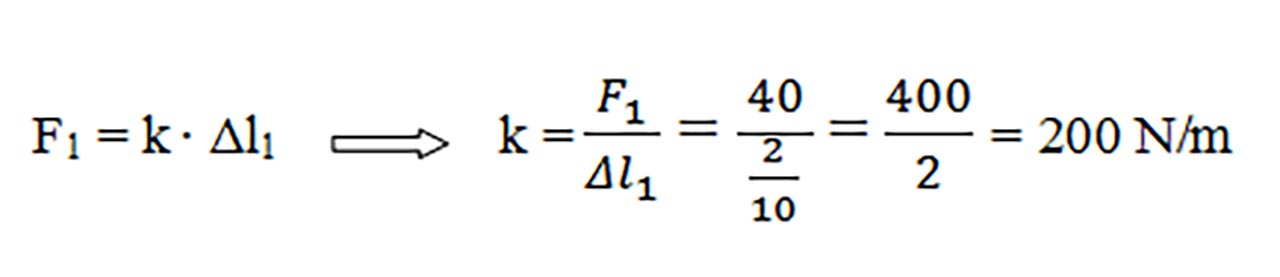 F₁ = k · Δl₁ ⟹ k = F₁/Δl₁ = 40/(2/10) = 400/2 = 200 N/m